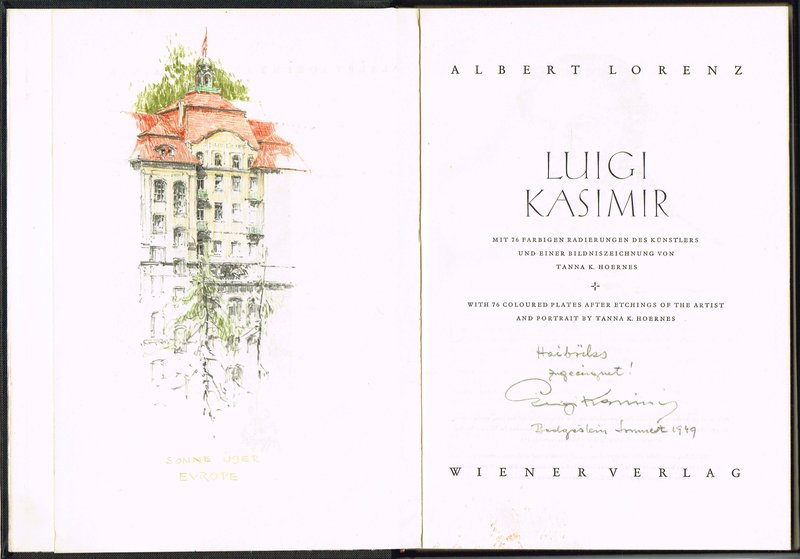 SONNE ÜBER
EUROPE
ALBERT LORENZ
LUIGI
KASIMIR
MIT 76 FARBIGEN RADIERUNGEN DES KÜNSTLERS
UND EINER BILDNISZEICHNUNG VON
TANNA K. HOERNES
WITH 76 COLOURED PLATES AFTER ETCHINGS OF THE ARTIST
AND PORTRAIT BY TANNA K. HOERNES
zugeeignet!
Luigi Kasimir
Badgastein Sommer 1949
WIENER VERLAG